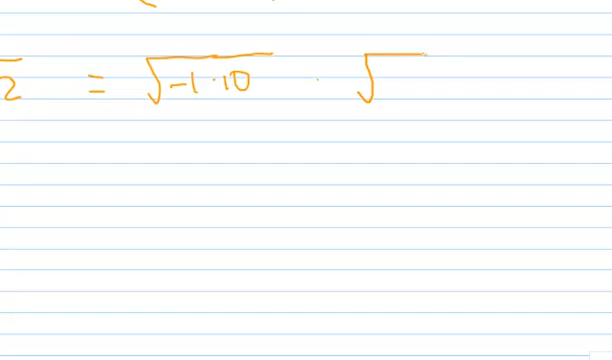 2 = √-1·10 · √